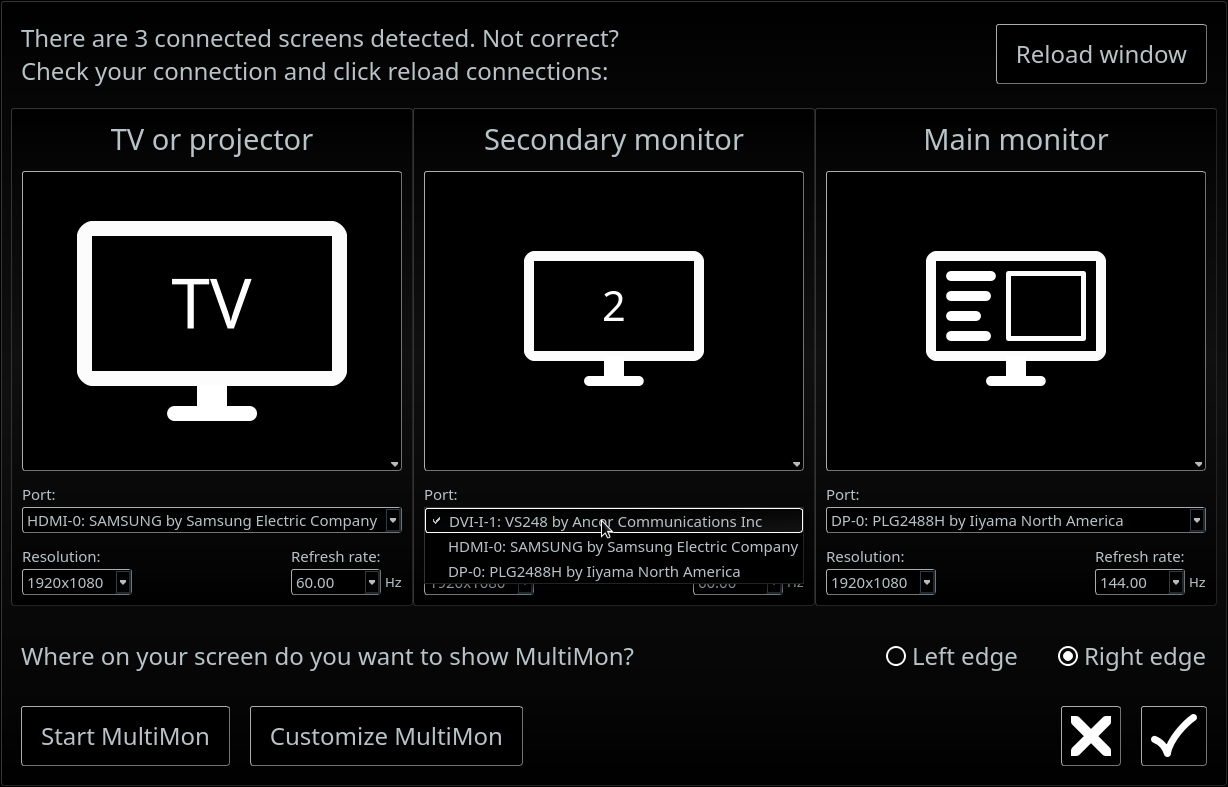 There are 3 connected screens detected. Not correct?
Check your connection and click reload connections:
Reload window
TV or projector
Secondary monitor
Main monitor
TV
2
Port:
Port:
Port:
HDMI-0: SAMSUNG by Samsung Electric Company
DVI-I-1: VS248 by Ancor Communications Inc
HDMI-0: SAMSUNG by Samsung Electric Company
DP-0: PLG2488H by Iiyama North America
DP-0: PLG2488H by Iiyama North America
Resolution:
Refresh rate:
Resolution:
Refresh rate:
1920x1080
60.00
Hz
1920x1080
60.00
Hz
1920x1080
144.00
Hz
Where on your screen do you want to show MultiMon?
Left edge
Right edge
Start MultiMon
Customize MultiMon